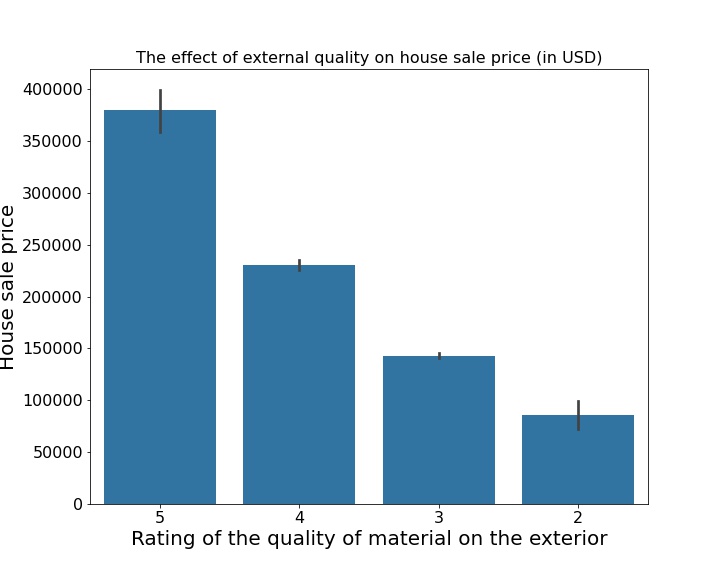 The effect of external quality on house sale price (in USD)
400000
350000
300000
250000
200000
150000
100000
50000
0
House sale price
5 4 3 2
Rating of the quality of material on the exterior